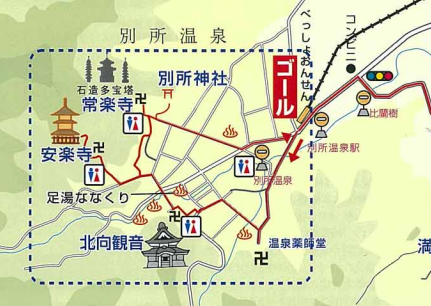 別所温泉
べっしょおんせん
コンビニ
石造多宝塔
常楽寺
別所神社
ゴール
比蘭樹
安楽寺
別所温泉駅
別所温泉
足湯ななくり
北向観音
温泉薬師堂
満